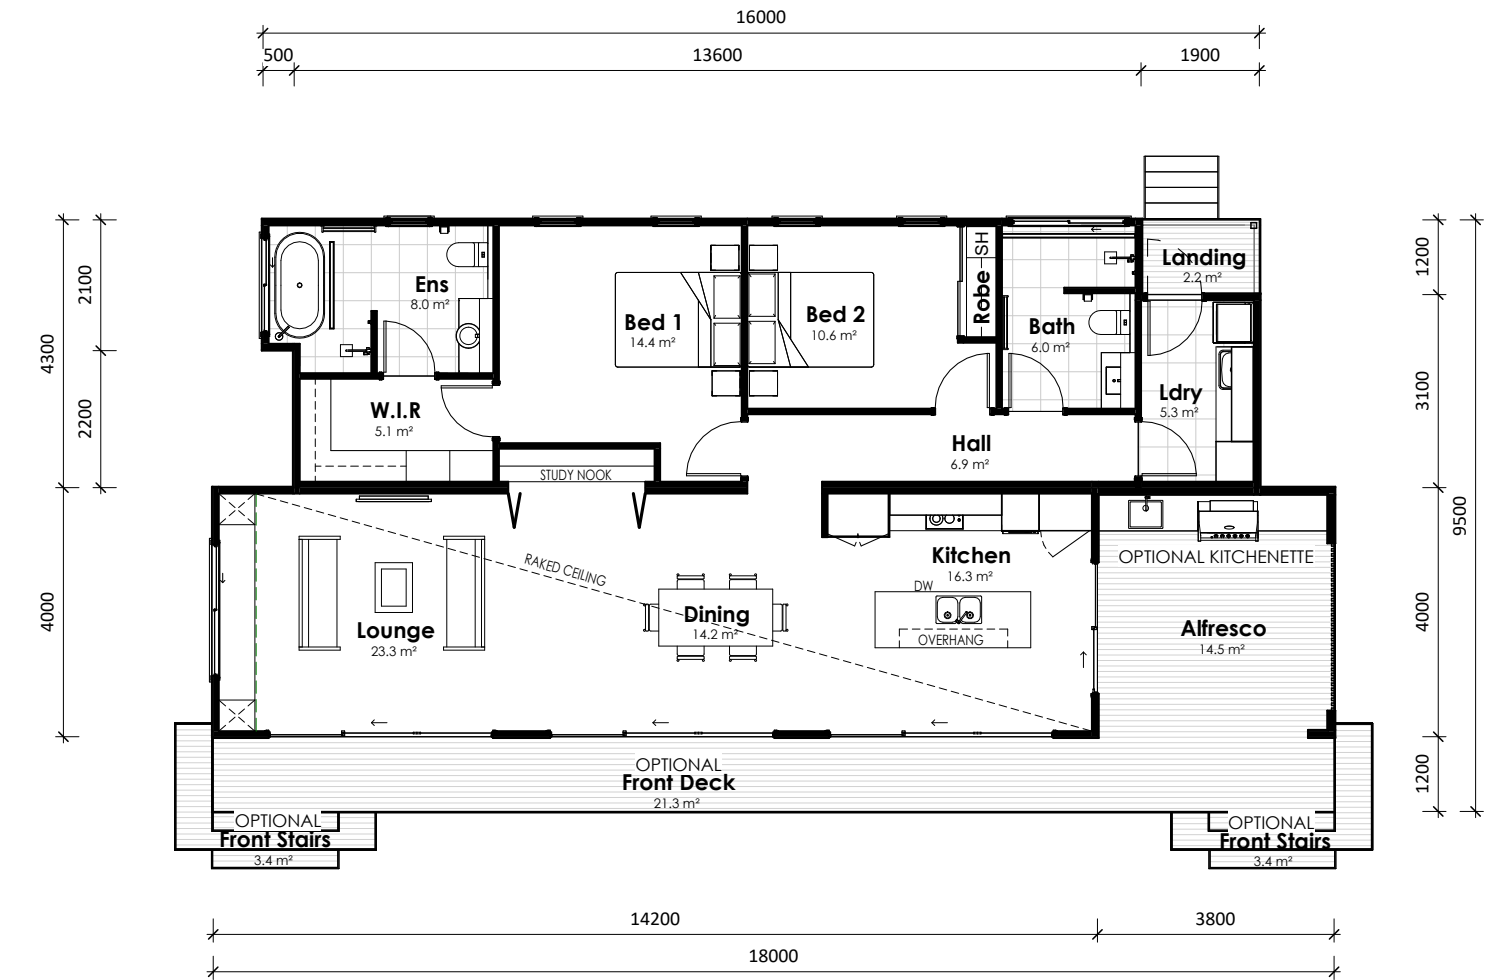 16000
500
13600
1900
4300
2100
2200
4000
1200
3100
4000
1200
9500
Ens
8.0 m²
W.I.R
5.1 m²
Bed 1
14.4 m²
Bed 2
10.6 m²
Robe
SH
Bath
6.0 m²
Landing
2.2 m²
Ldry
5.3 m²
Hall
6.9 m²
STUDY NOOK
RAKED CEILING
Lounge
23.3 m²
Dining
14.2 m²
Kitchen
16.3 m²
DW
OVERHANG
OPTIONAL KITCHENETTE
Alfresco
14.5 m²
OPTIONAL
Front Deck
21.3 m²
OPTIONAL
Front Stairs
3.4 m²
OPTIONAL
Front Stairs
3.4 m²
14200
3800
18000